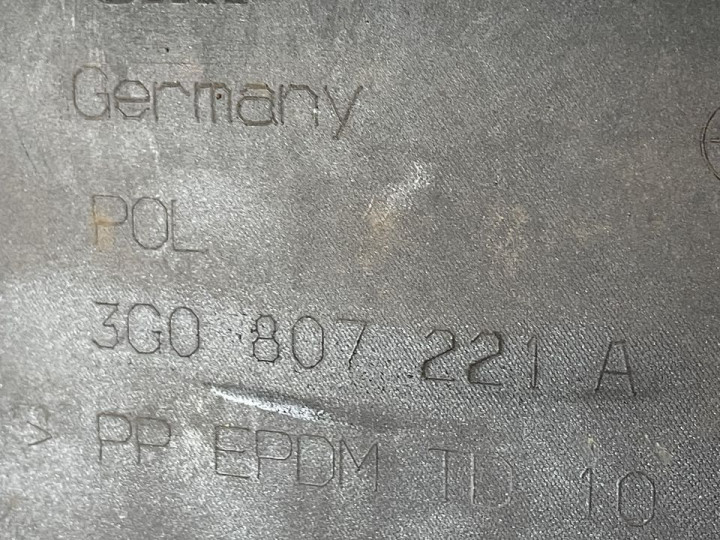 Germany
POL
3G0 807 221 A
> PP EPDM TD 10